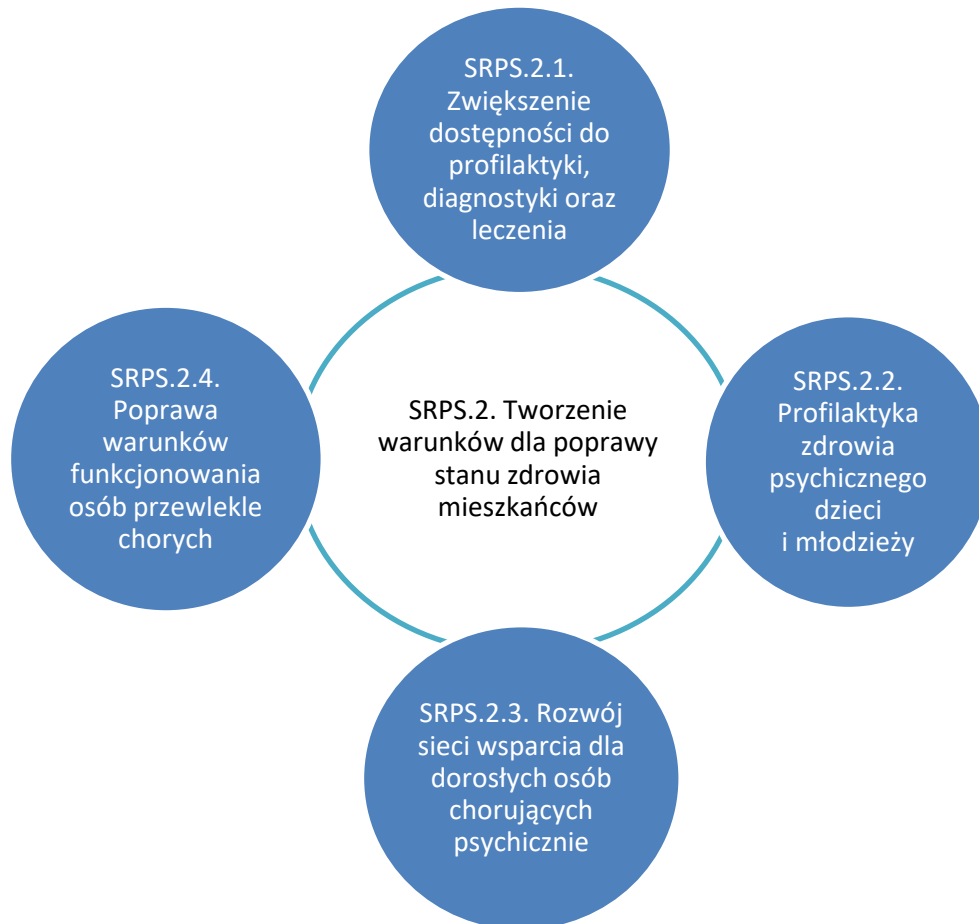 SRPS.2.1.
Zwiększenie
dostępności do
profilaktyki,
diagnostyki oraz
leczenia
SRPS.2.4.
Poprawa
warunków
funkcjonowania
osób przewlekle
chorych
SRPS.2. Tworzenie
warunków dla poprawy
stanu zdrowia
mieszkańców
SRPS.2.2.
Profilaktyka
zdrowia
psychicznego
dzieci
i młodzieży
SRPS.2.3. Rozwój
sieci wsparcia dla
dorosłych osób
chorujących
psychicznie